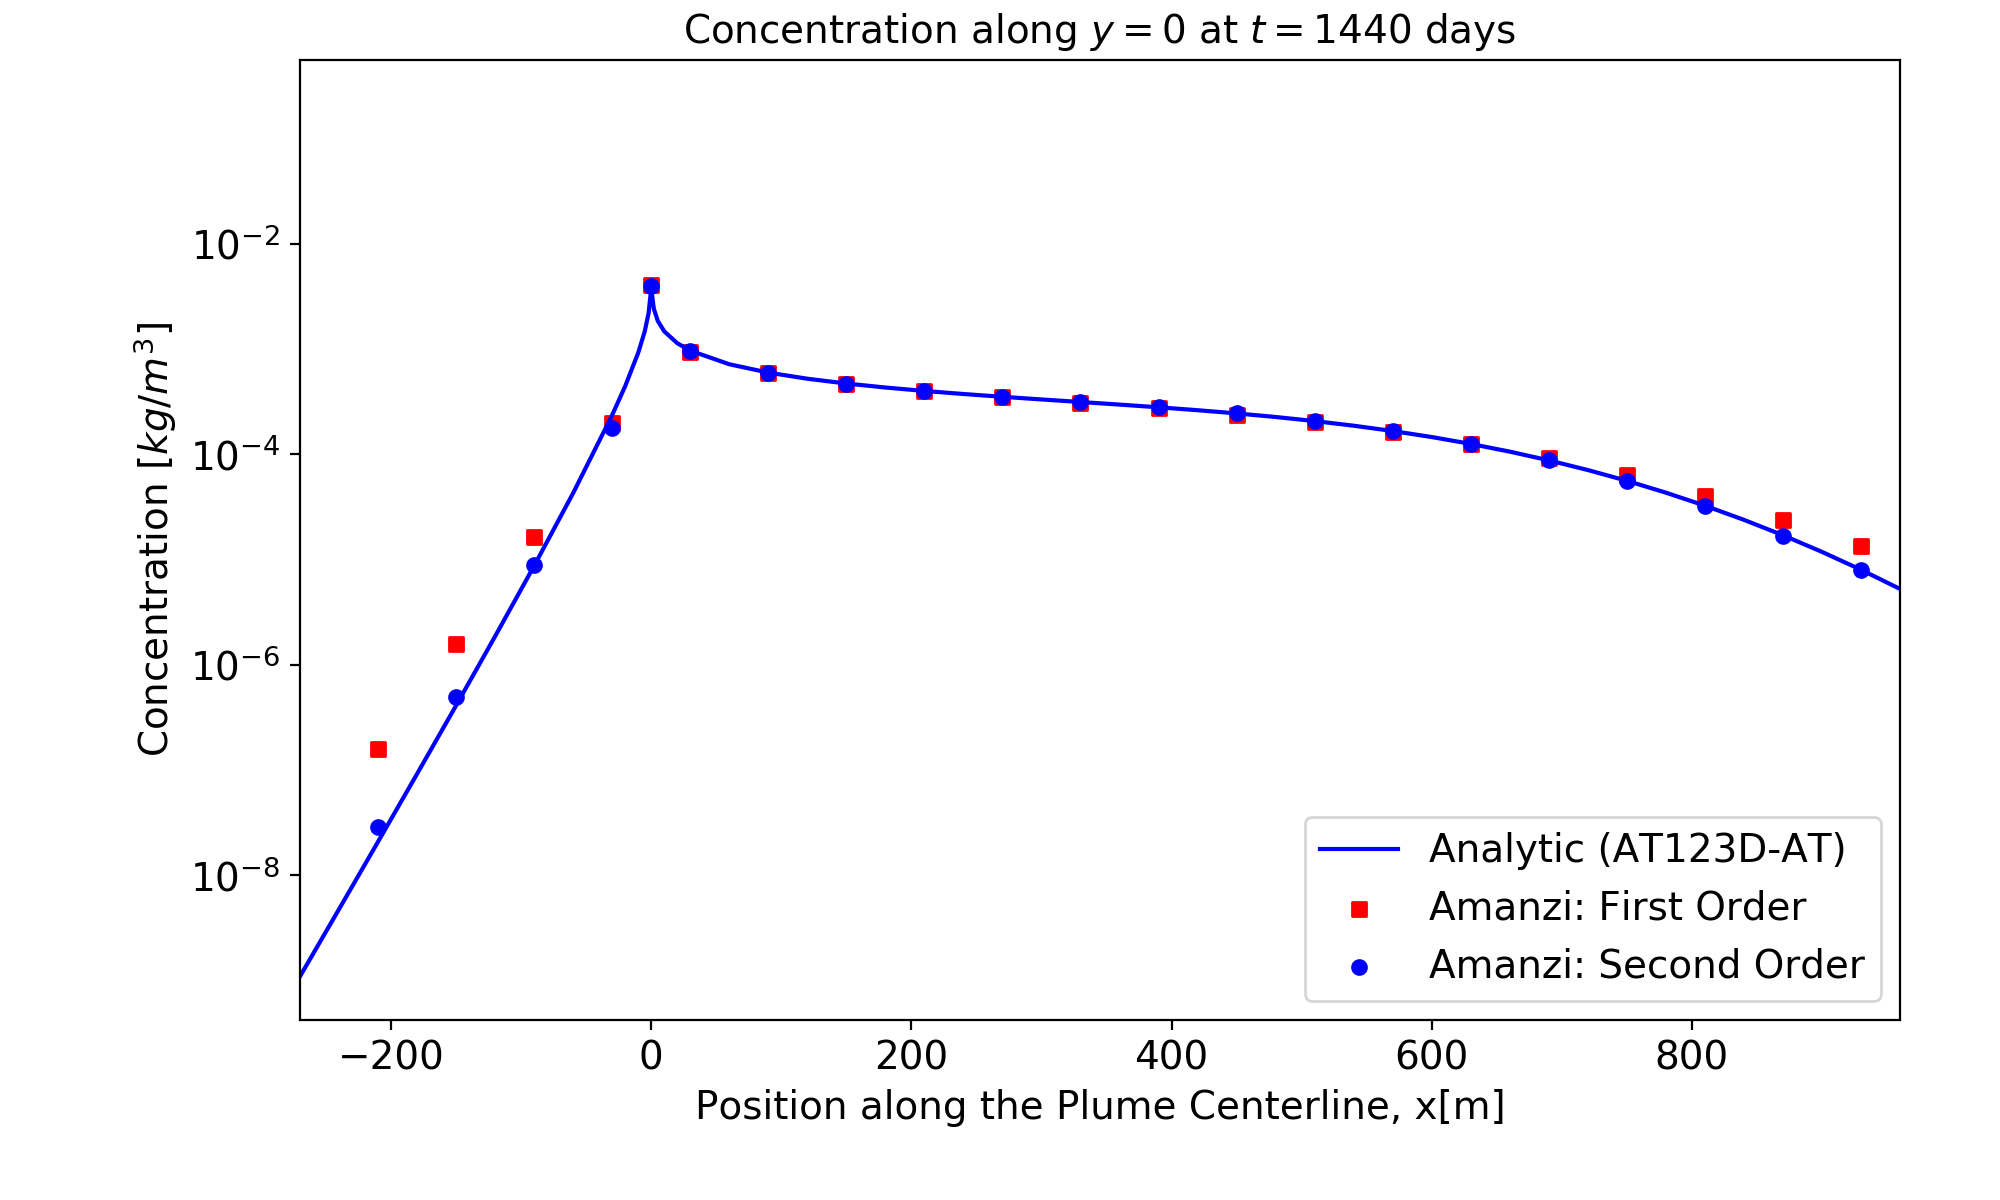 Concentration along y = 0 at t = 1440 days
Concentration [kg/m³]
10⁻²
10⁻⁴
10⁻⁶
10⁻⁸
−200
0
200
400
600
800
Position along the Plume Centerline, x[m]
Analytic (AT123D-AT)
Amanzi: First Order
Amanzi: Second Order